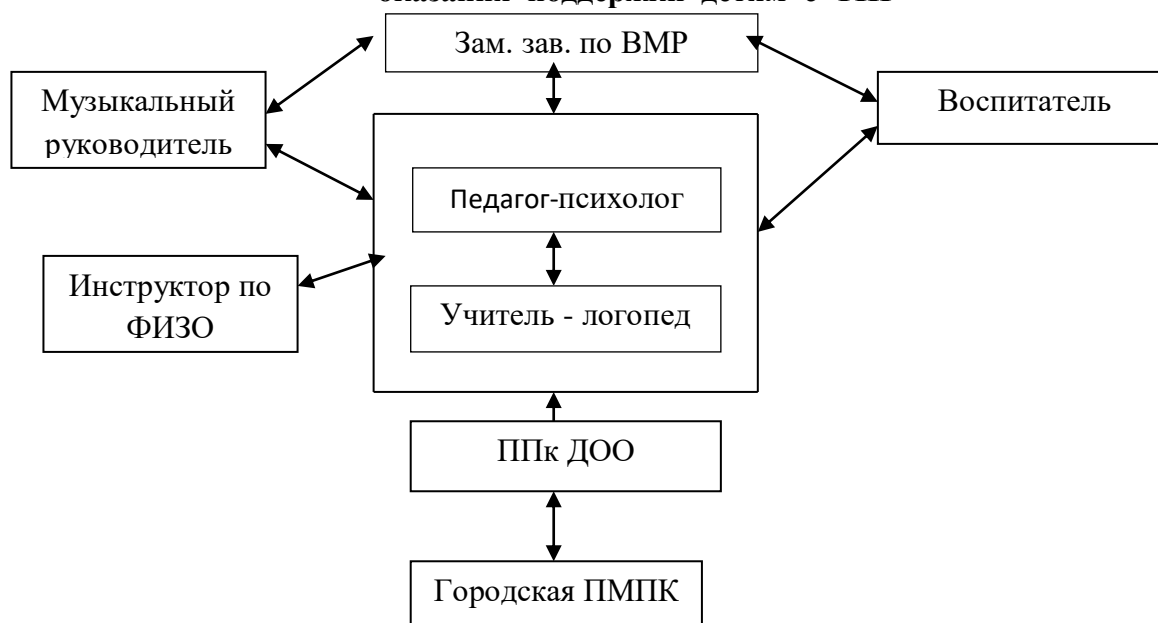 оказании поддержки детям с
Зам. зав. по ВМР
Музыкальный
руководитель
Воспитатель
Педагог-психолог
Инструктор по
ФИЗО
Учитель - логопед
ППк ДОО
Городская ПМПК